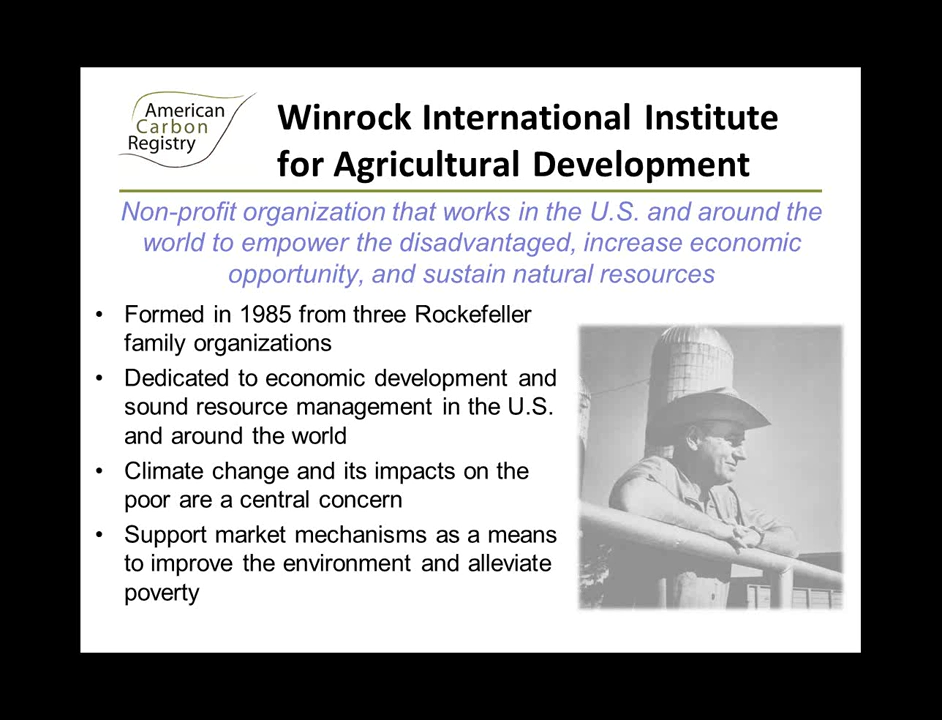 American
Carbon
Registry
Winrock International Institute
for Agricultural Development
Non-profit organization that works in the U.S. and around the
world to empower the disadvantaged, increase economic
opportunity, and sustain natural resources
• Formed in 1985 from three Rockefeller
family organizations
• Dedicated to economic development and
sound resource management in the U.S.
and around the world
• Climate change and its impacts on the
poor are a central concern
• Support market mechanisms as a means
to improve the environment and alleviate
poverty